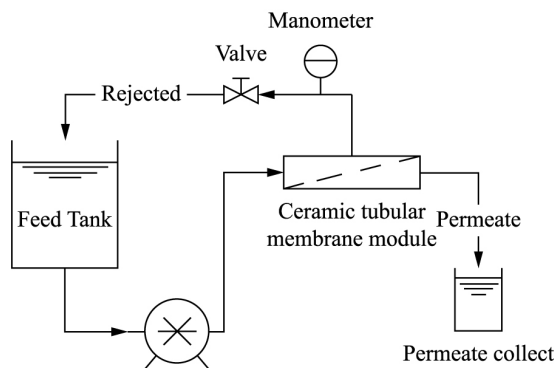 Manometer
Valve
Rejected
Feed Tank
Ceramic tubular
membrane module
Permeate
Permeate collect